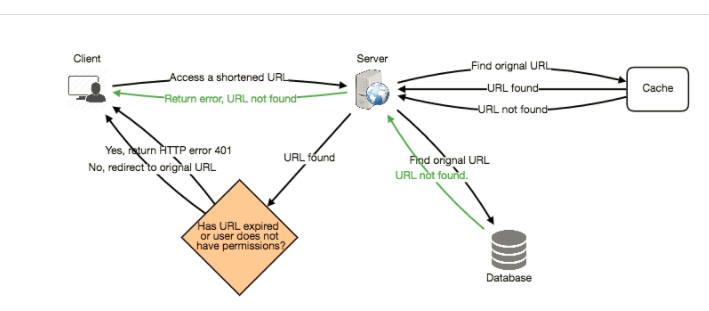 Client
Server
Access a shortened URL
Return error, URL not found
Find orignal URL
URL found
URL not found
Cache
Yes, return HTTP error 401
No, redirect to orignal URL
URL found
Find orignal URL
URL not found.
Has URL expired
or user does not
have permissions?
Database